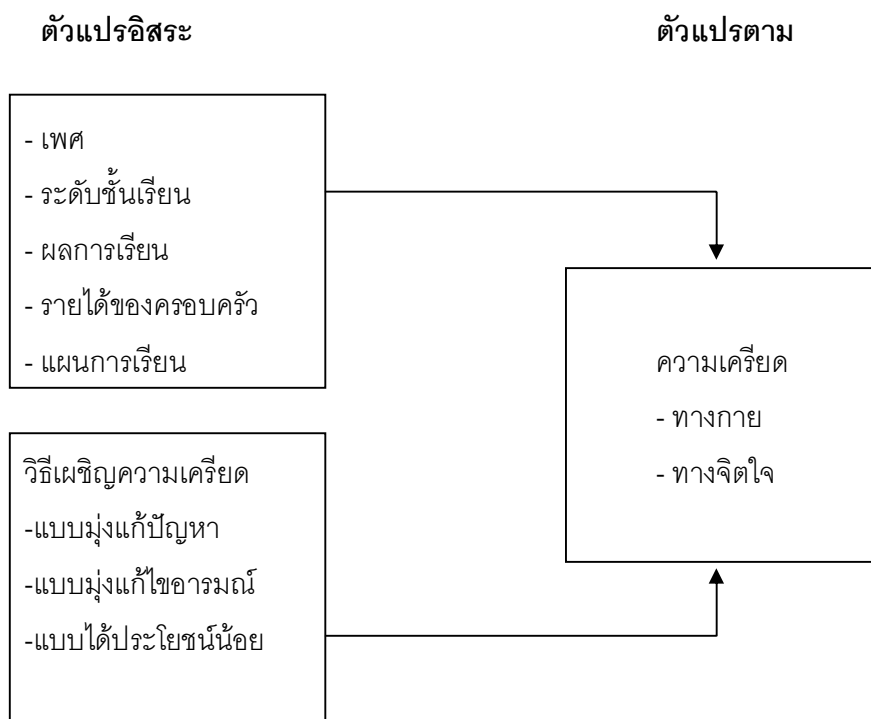 ตัวแปรอิสระ
ตัวแปรตาม
- เพศ
- ระดับชั้นเรียน
- ผลการเรียน
- รายได้ของครอบครัว
- แผนการเรียน
ความเครียด
- ทางกาย
- ทางจิตใจ
วิธีเผชิญความเครียด
-แบบมุ่งแก้ปัญหา
-แบบมุ่งแก้ไขอารมณ์
-แบบได้ประโยชน์น้อย